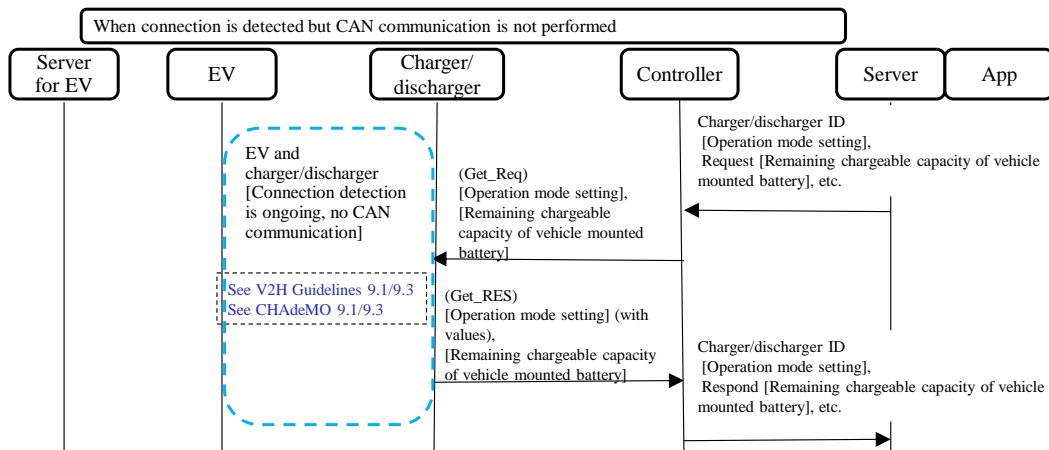 When connection is detected but CAN communication is not performed
Server
for EV
EV
Charger/
discharger
Controller
Server
App
Charger/discharger ID
[Operation mode setting],
Request [Remaining chargeable capacity of vehicle
mounted battery], etc.
EV and
charger/discharger
[Connection detection
is ongoing, no CAN
communication]
(Get_Req)
[Operation mode setting],
[Remaining chargeable
capacity of vehicle mounted
battery]
See V2H Guidelines 9.1/9.3
See CHAdeMO 9.1/9.3
(Get_RES)
[Operation mode setting] (with
values),
[Remaining chargeable capacity
of vehicle mounted battery]
Charger/discharger ID
[Operation mode setting],
Respond [Remaining chargeable capacity of vehicle
mounted battery], etc.